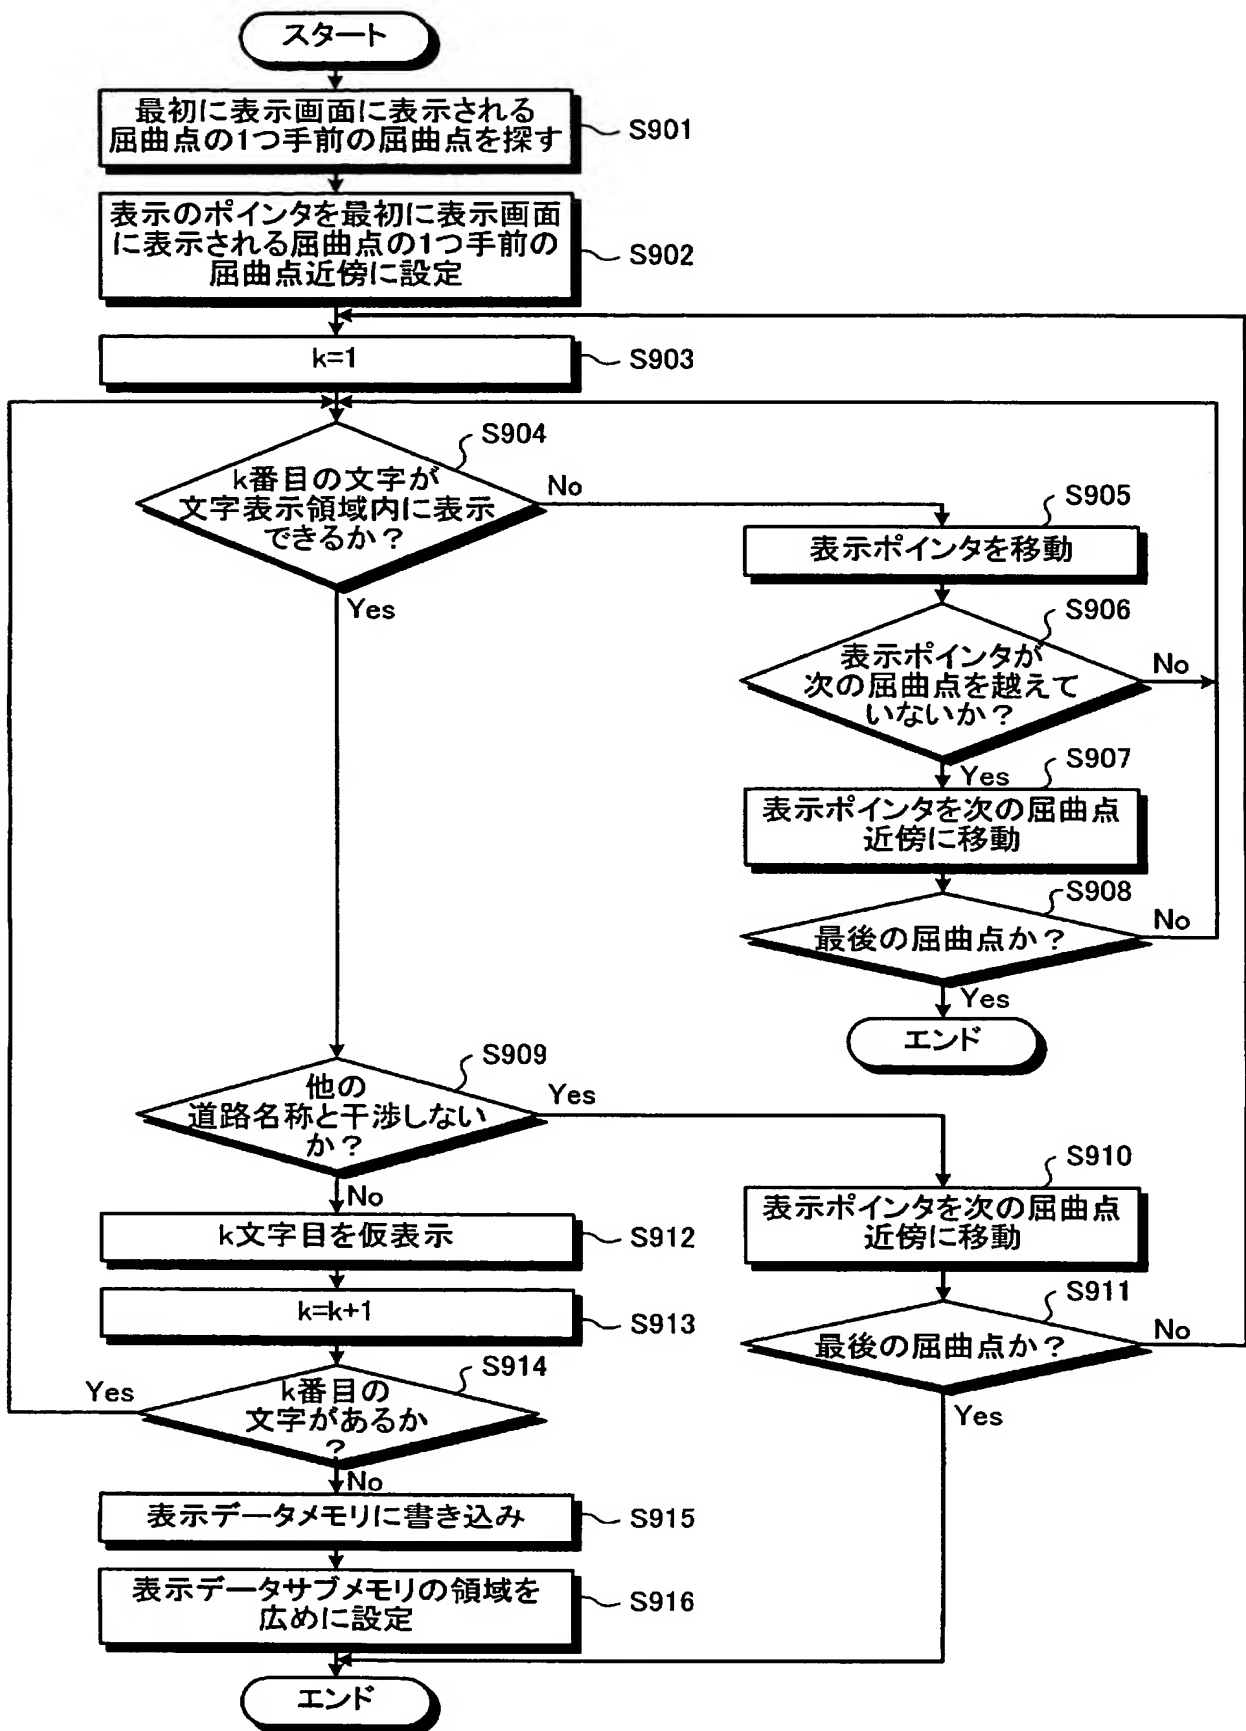 スタート
最初に表示画面に表示される
屈曲点の1つ手前の屈曲点を探す
S901
表示のポインタを最初に表示画面
に表示される屈曲点の1つ手前の
屈曲点近傍に設定
S902
k=1
S903
S904
k番目の文字が
文字表示領域内に表示
できるか？
No
Yes
S905
表示ポインタを移動
S906
表示ポインタが
次の屈曲点を越えて
いないか？
No
Yes
S907
表示ポインタを次の屈曲点
近傍に移動
S908
最後の屈曲点か？
No
Yes
エンド
S909
他の
道路名称と干渉しない
か？
Yes
No
S910
表示ポインタを次の屈曲点
近傍に移動
S911
最後の屈曲点か？
No
Yes
k文字目を仮表示
S912
k=k+1
S913
S914
k番目の
文字があるか
？
Yes
No
表示データメモリに書き込み
S915
表示データサブメモリの領域を
広めに設定
S916
エンド